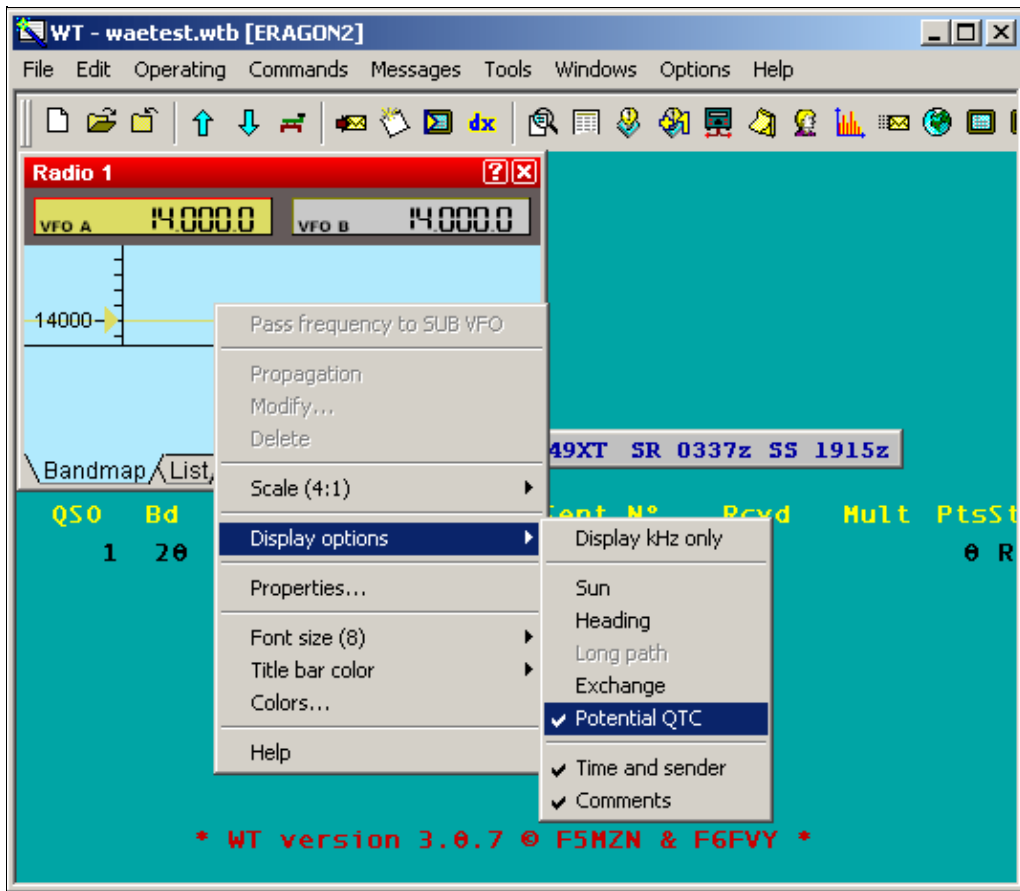 WT - waetest.wtb [ERAGON2]
File Edit Operating Commands Messages Tools Windows Options Help
dx
Radio 1
VFO A 14.000.0 VFO B 14.000.0
14000
Bandmap List
Pass frequency to SUB VFO
Propagation
Modify...
Delete
Scale (4:1)
Display options
Properties...
Font size (8)
Title bar color
Colors...
Help
49XT SR 0337z SS 1915z
QSO Bd Sent N° Rcvd Mult PtsSt
1 20 0 R
Display kHz only
Sun
Heading
Long path
Exchange
Potential QTC
Time and sender
Comments
* WT version 3.0.7 © F5MZN & F6FVY *